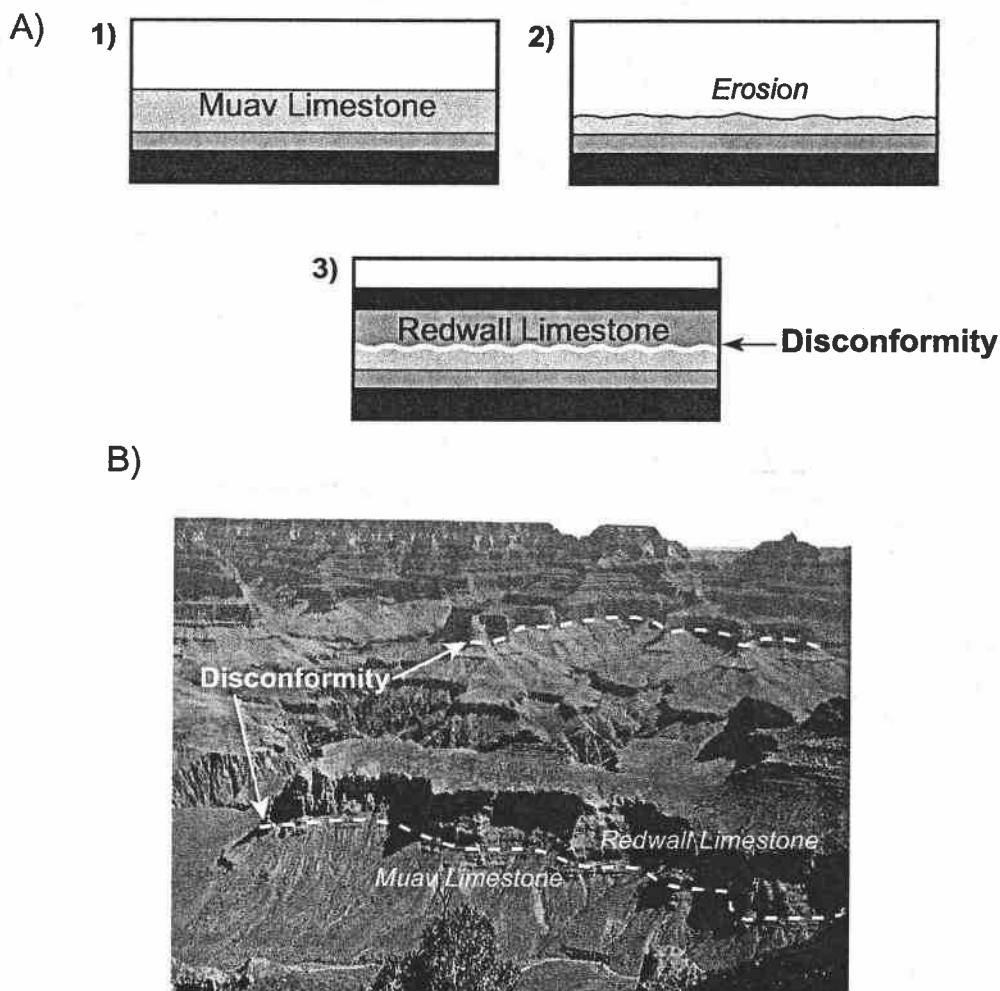 A)
1)
Muav Limestone
2)
Erosion
3)
Redwall Limestone
Disconformity
B)
Disconformity
Redwall Limestone
Muav Limestone